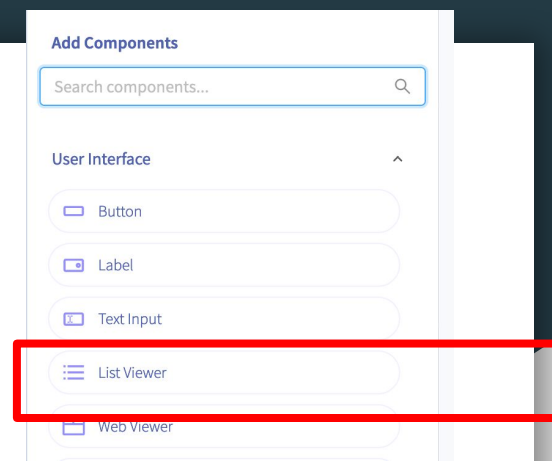 Add Components
Search components...
User Interface
Button
Label
Text Input
List Viewer
Web Viewer